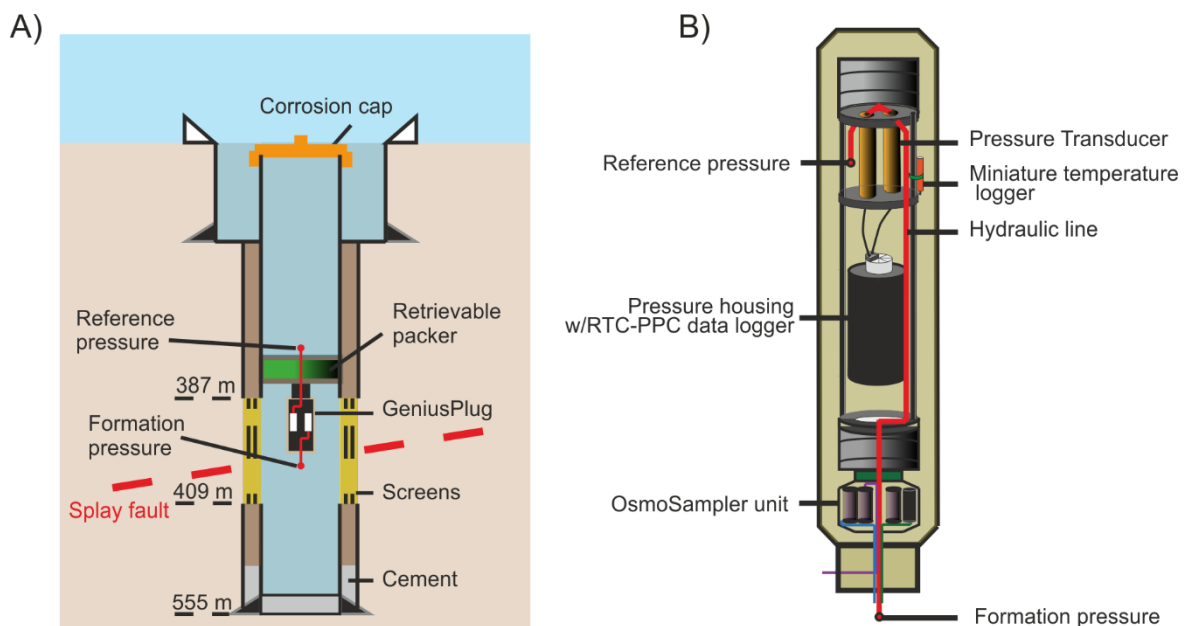 A)
Corrosion cap
Reference
pressure
Retrievable
packer
387 m
GeniusPlug
Formation
pressure
Splay fault
409 m
Screens
Cement
555 m
B)
Reference pressure
Pressure Transducer
Miniature temperature
logger
Hydraulic line
Pressure housing
w/RTC-PPC data logger
OsmoSampler unit
Formation pressure